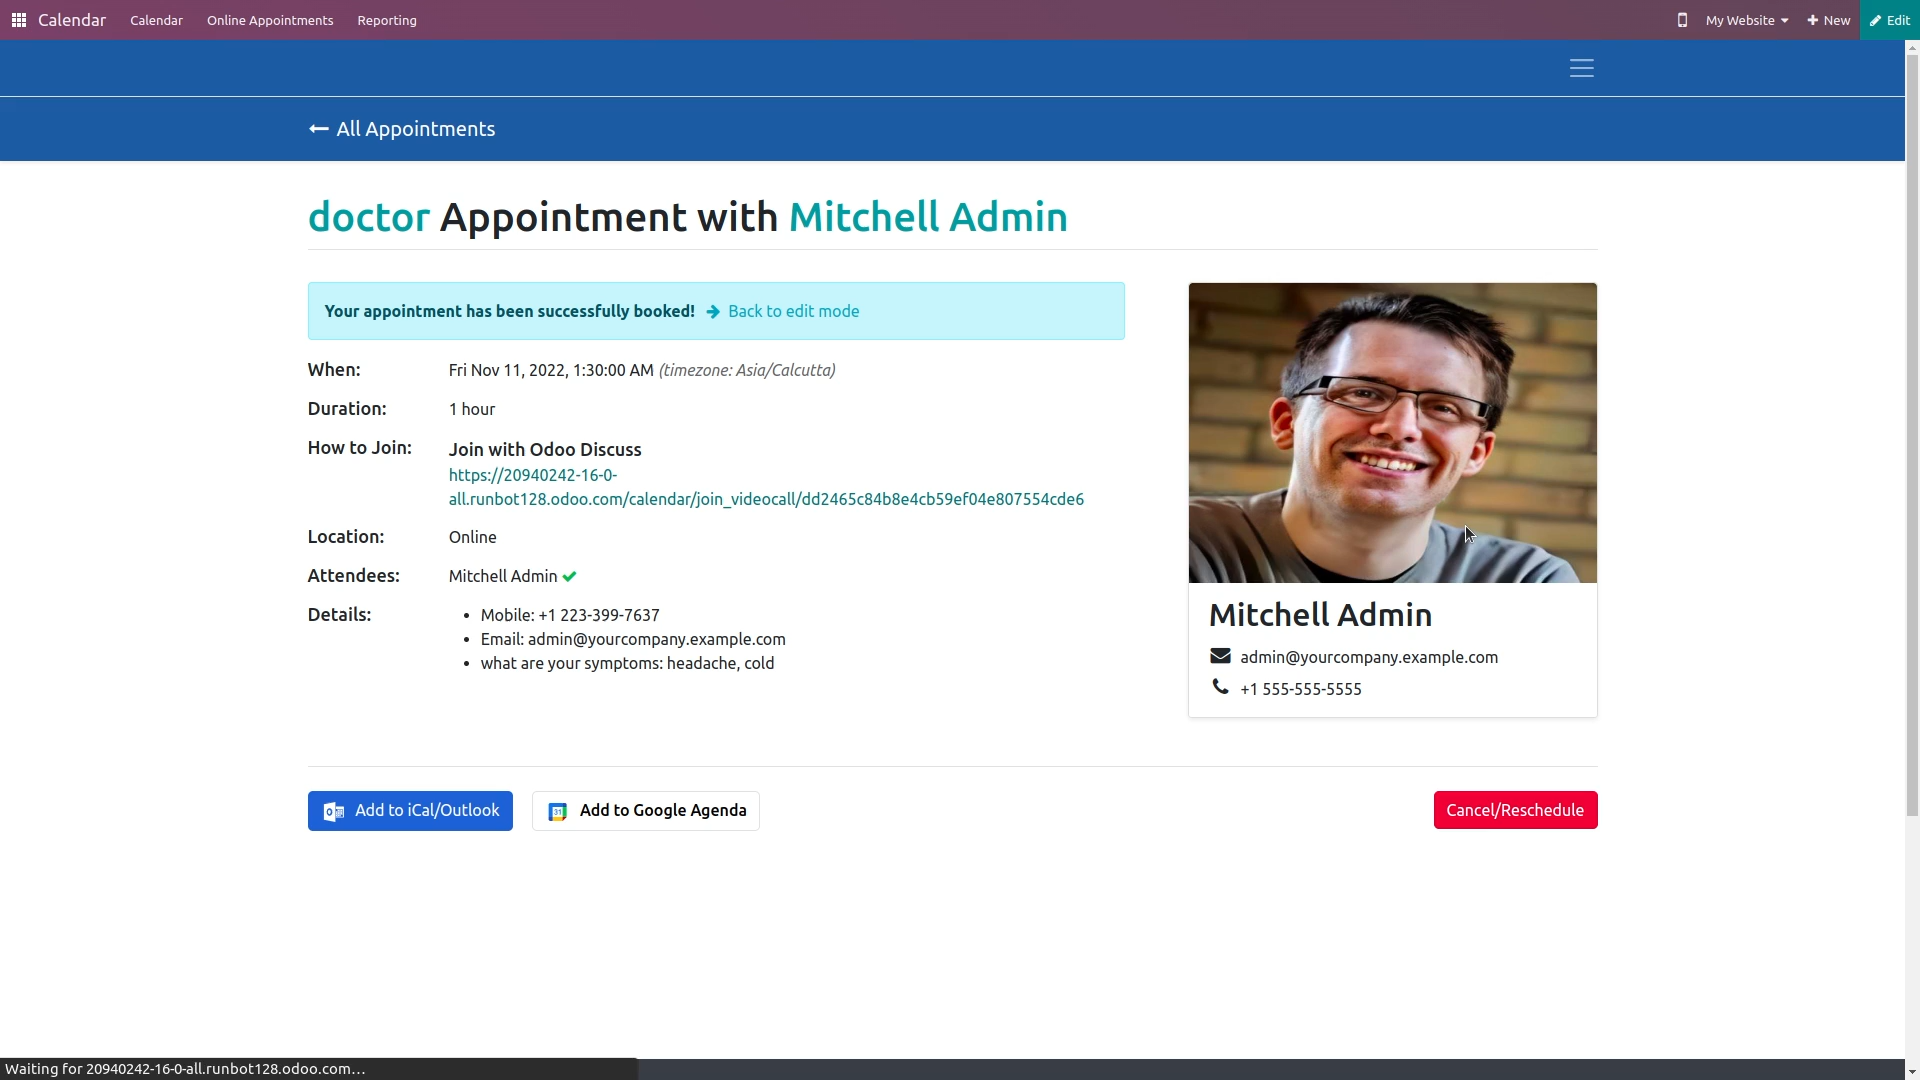 Calendar Calendar Online Appointments Reporting My Website New Edit
All Appointments
doctor Appointment with Mitchell Admin
Your appointment has been successfully booked! Back to edit mode
When: Fri Nov 11, 2022, 1:30:00 AM (timezone: Asia/Calcutta)
Duration: 1 hour
How to Join: Join with Odoo Discuss
https://20940242-16-0-
all.runbot128.odoo.com/calendar/join_videocall/dd2465c84b8e4cb59ef04e807554cde6
Location: Online
Attendees: Mitchell Admin
Details: • Mobile: +1 223-399-7637
• Email: admin@yourcompany.example.com
• what are your symptoms: headache, cold
Mitchell Admin
admin@yourcompany.example.com
+1 555-555-5555
Add to iCal/Outlook 31 Add to Google Agenda Cancel/Reschedule
Waiting for 20940242-16-0-all.runbot128.odoo.com…